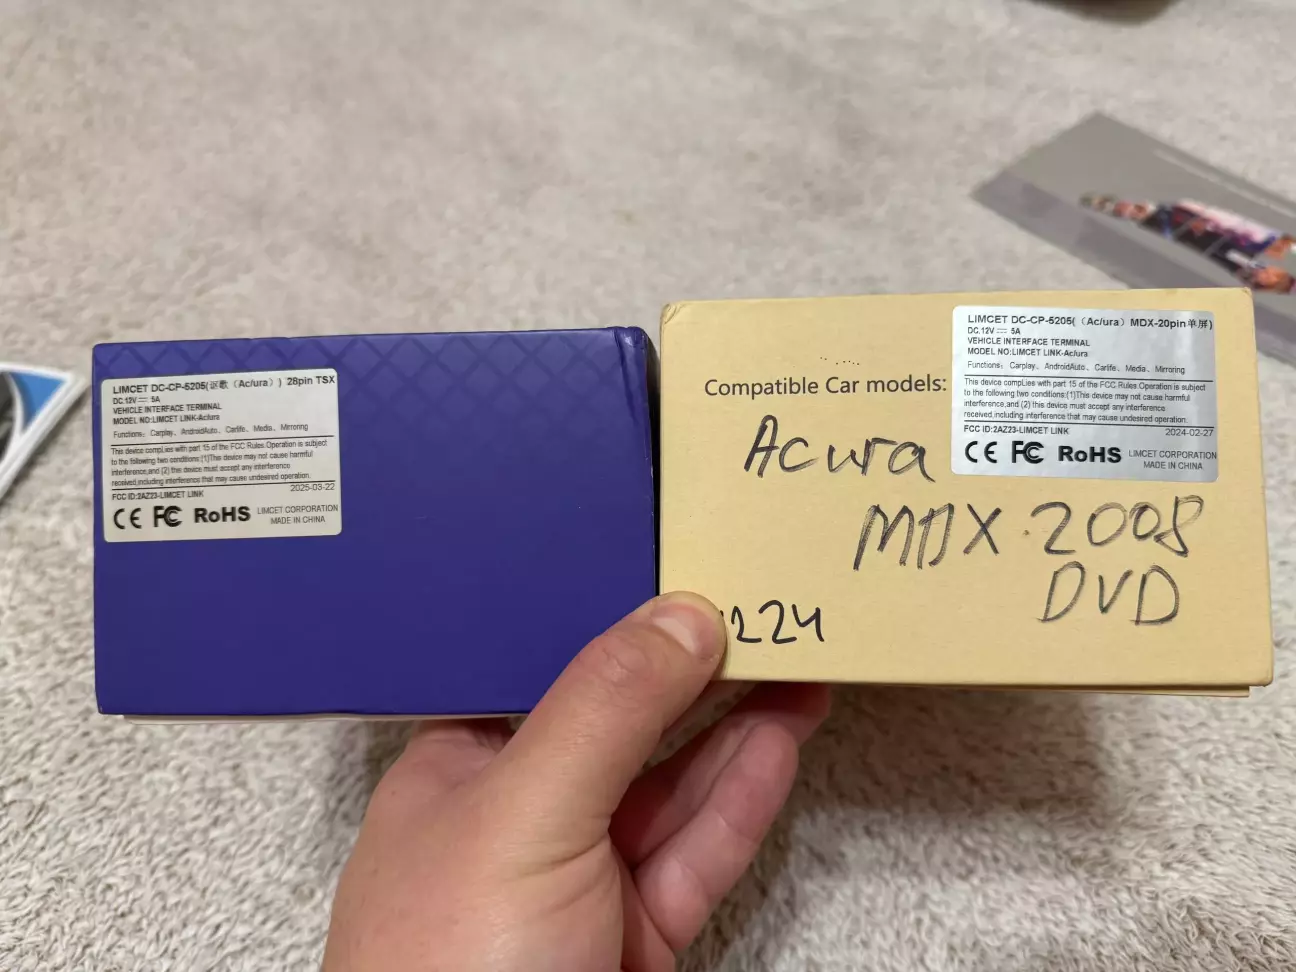 LIMCET DC-CP-5205(讴歌（Ac/ura）) 28pin TSX
DC.12V 5A
VEHICLE INTERFACE TERMINAL
MODEL NO:LIMCET LINK-Ac/ura
Functions: Carplay、AndroidAuto、Carlife、Media、Mirroring
This device compLies with part 15 of the FCC Rules.Operation is subject
to the following two conditions:(1)This device may not cause harmful
interference,and (2) this device must accept any interference
received,including interference that may cause undesired operation.
FCC ID:2AZ23-LIMCET LINK 2025-03-22
CE FC RoHS LIMCET CORPORATION
MADE IN CHINA
LIMCET DC-CP-5205(（Ac/ura）MDX-20pin单屏)
DC.12V 5A
VEHICLE INTERFACE TERMINAL
MODEL NO:LIMCET LINK-Ac/ura
Functions: Carplay、AndroidAuto、Carlife、Media、Mirroring
This device compLies with part 15 of the FCC Rules.Operation is subject
to the following two conditions:(1)This device may not cause harmful
interference,and (2) this device must accept any interference
received,including interference that may cause undesired operation.
FCC ID:2AZ23-LIMCET LINK 2024-02-27
CE FC RoHS LIMCET CORPORATION
MADE IN CHINA
Compatible Car models:
Acura
MDX 2008
DVD
1224